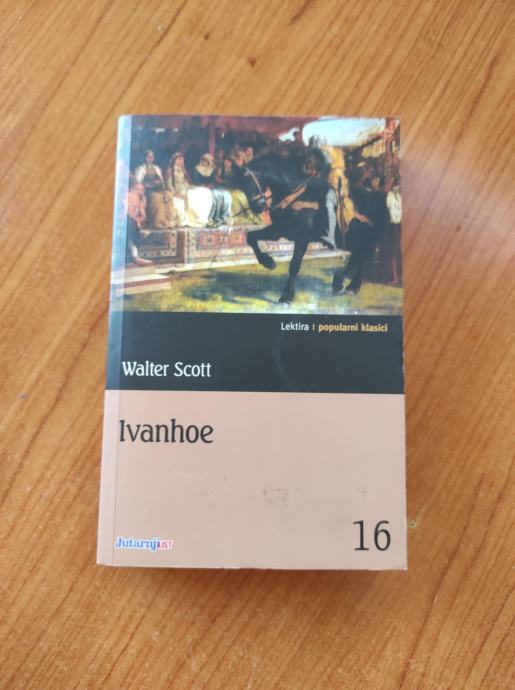 Lektira | popularni klasici
Walter Scott
Ivanhoe
16
Jutarnji LIST